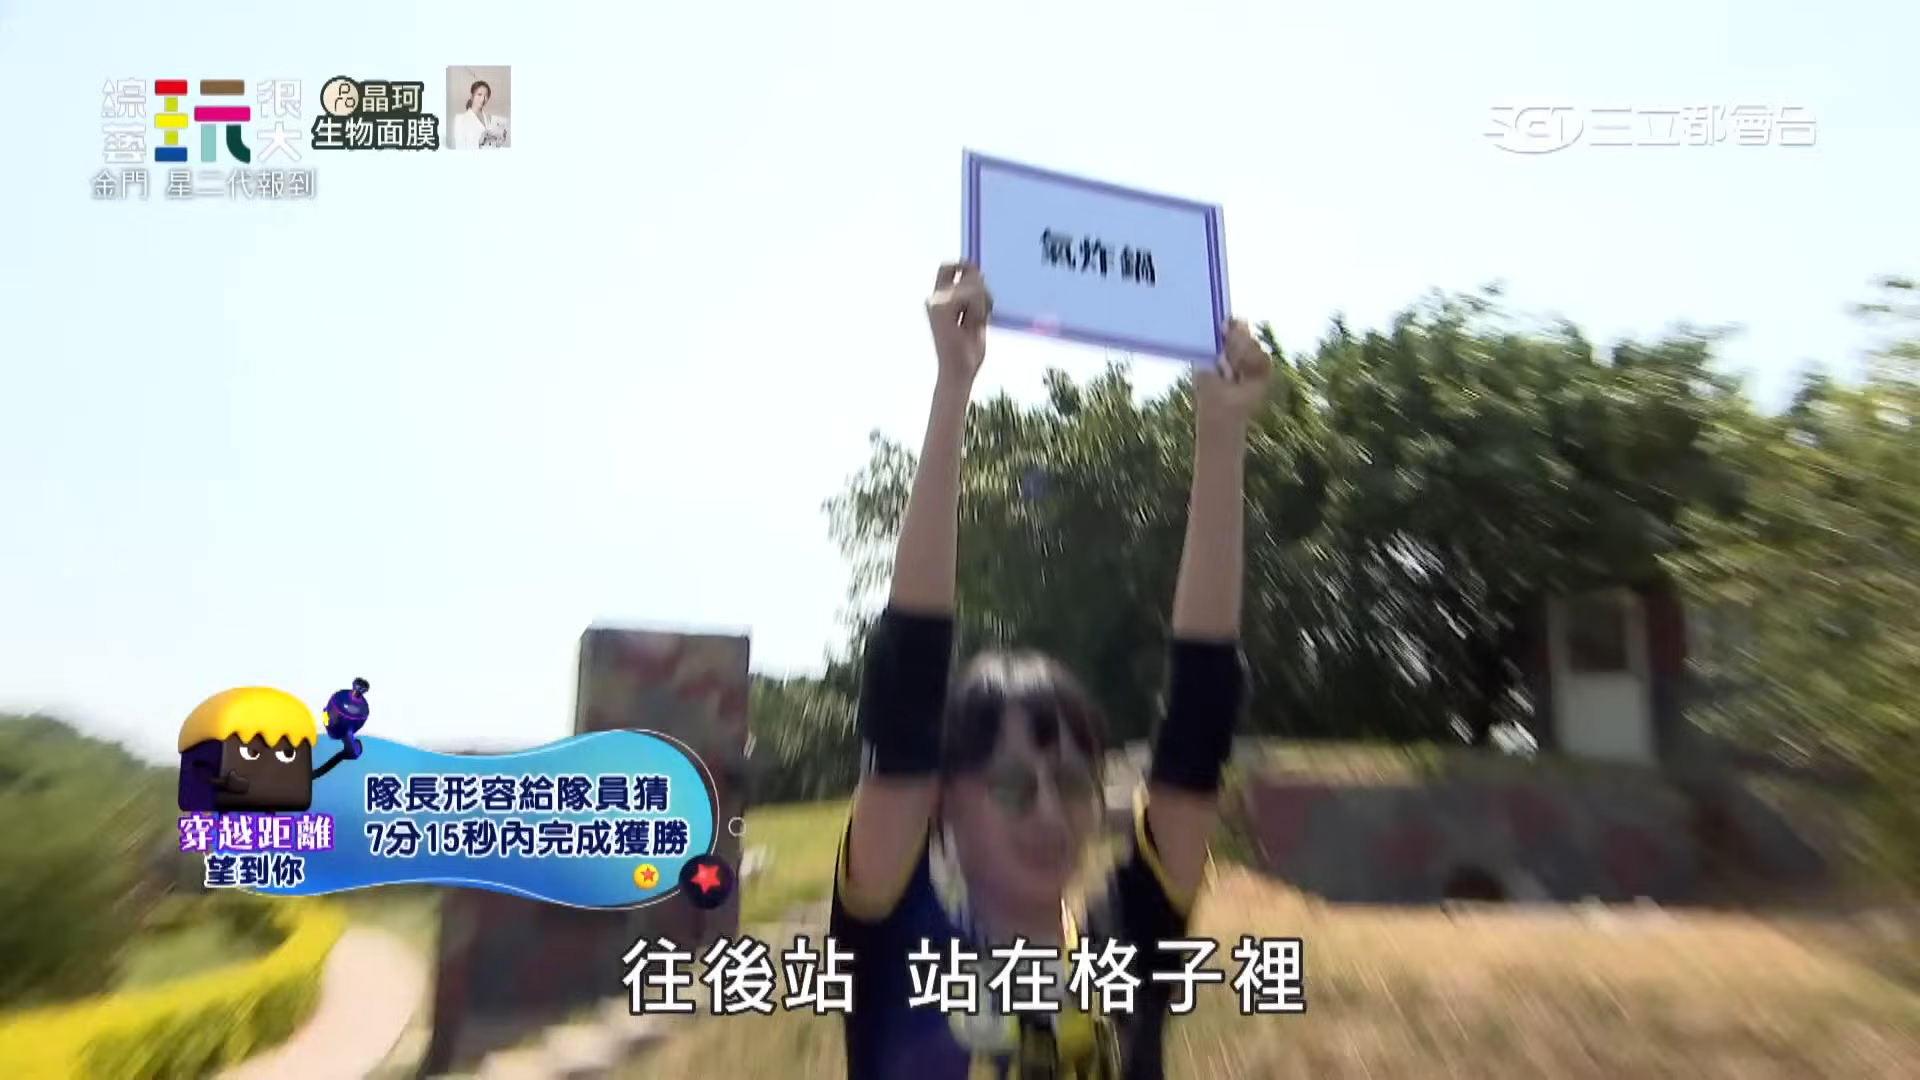 綜藝玩很大
金門 星二代報到
Pro晶珂
生物面膜
SET三立都會台
氣炸鍋
隊長形容給隊員猜
7分15秒內完成獲勝
穿越距離
望到你
往後站 站在格子裡